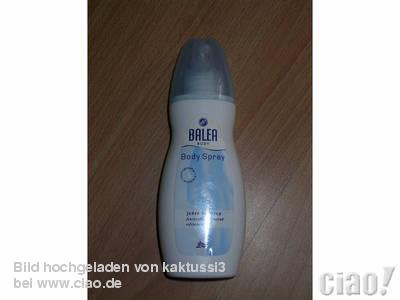 BALEA
BODY
Body Spray
Bild hochgeladen von kaktussi3
bei www.ciao.de
ciao!